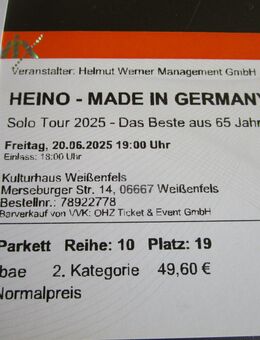 Veranstalter: Helmut Werner Management GmbH
HEINO - MADE IN GERMANY
Solo Tour 2025 - Das Beste aus 65 Jahr
Freitag, 20.06.2025 19:00 Uhr
Einlass: 18:00 Uhr
Kulturhaus Weißenfels
Merseburger Str. 14, 06667 Weißenfels
Bestellnr.: 78922778
Barverkauf von VVK: OHZ Ticket & Event GmbH
Parkett Reihe: 10 Platz: 19
bae 2. Kategorie 49,60 €
Normalpreis